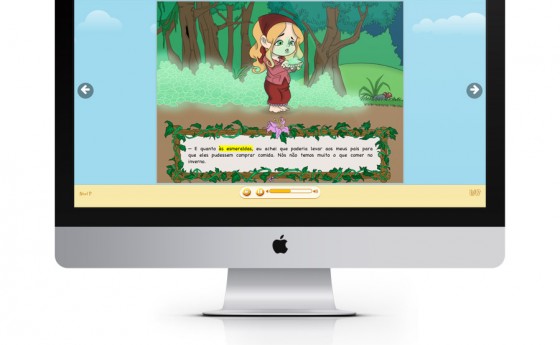 — E quanto às esmeraldas, eu achei que poderia levar aos meus pais para
que eles pudessem comprar comida. Nós não temos muito o que comer no
inverno.